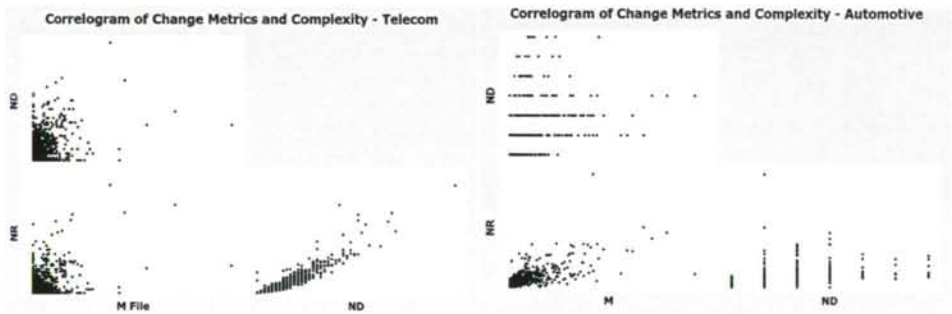 Correlogram of Change Metrics and Complexity - Telecom
ND
NR
M File
ND
Correlogram of Change Metrics and Complexity - Automotive
ND
NR
M
ND